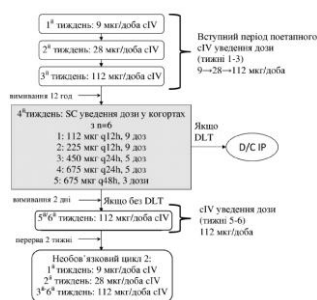 1й тиждень: 9 мкг/доба cIV
2й тиждень: 28 мкг/доба cIV
3й тиждень: 112 мкг/доба cIV
Вступний період поетапного
cIV уведення дози
(тижні 1-3)
9→28→112 мкг/доба
вимивання 12 год
4й тиждень: SC уведення дози у когортах
з n=6
1: 112 мкг q12h, 9 доз
2: 225 мкг q12h, 9 доз
3: 450 мкг q24h, 5 доз
4: 675 мкг q24h, 5 доз
5: 675 мкг q48h, 3 дози
Якщо
DLT
D/C IP
вимивання 2 дні
Якщо без DLT
5й6й тиждень: 112 мкг/доба cIV
cIV уведення дози
(тижні 5-6)
112 мкг/доба
перерва 2 тижні
Необов'язковий цикл 2:
1й тиждень: 9 мкг/доба cIV
2й тиждень: 28 мкг/доба cIV
3й6й тиждень: 112 мкг/доба cIV